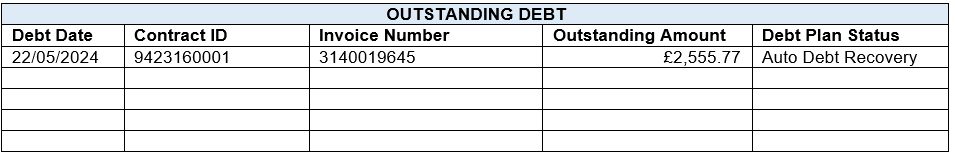 OUTSTANDING DEBT
Debt Date Contract ID Invoice Number Outstanding Amount Debt Plan Status
22/05/2024 9423160001 3140019645 £2,555.77 Auto Debt Recovery